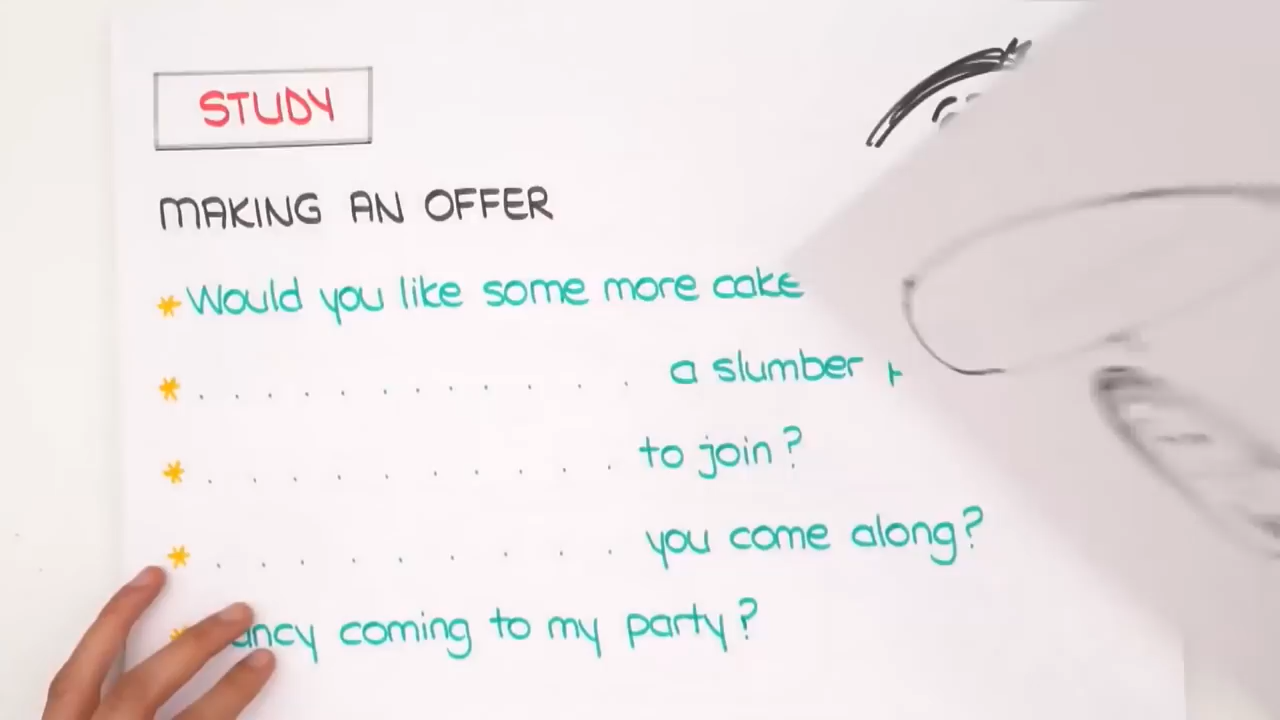 STUDY
MAKING AN OFFER
* Would you like some more cake
* . . . . . . . . . . . . a slumber
* . . . . . . . . . . to join?
* . . . . . . . . . you come along?
coming to my party?